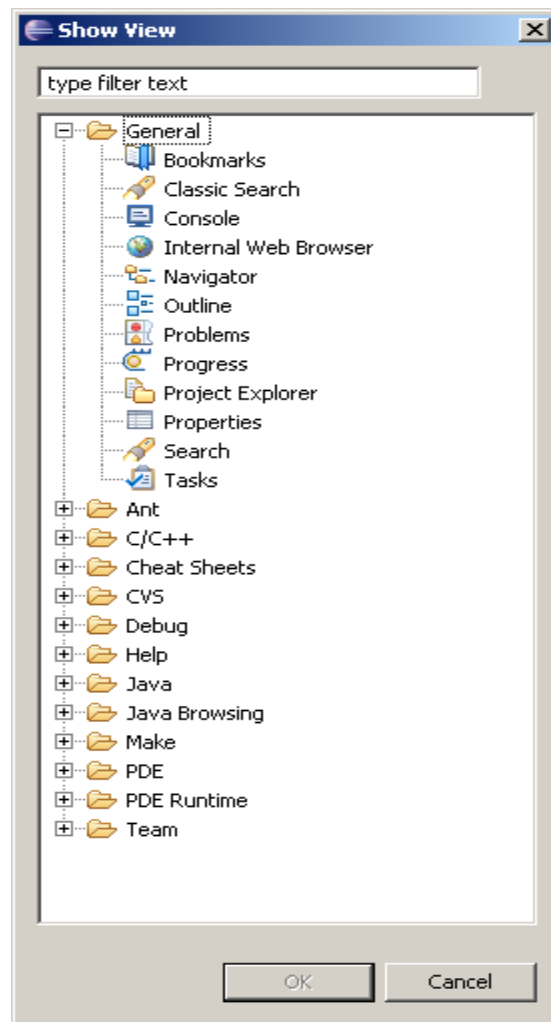 Show View
type filter text
General
Bookmarks
Classic Search
Console
Internal Web Browser
Navigator
Outline
Problems
Progress
Project Explorer
Properties
Search
Tasks
Ant
C/C++
Cheat Sheets
CVS
Debug
Help
Java
Java Browsing
Make
PDE
PDE Runtime
Team
OK Cancel